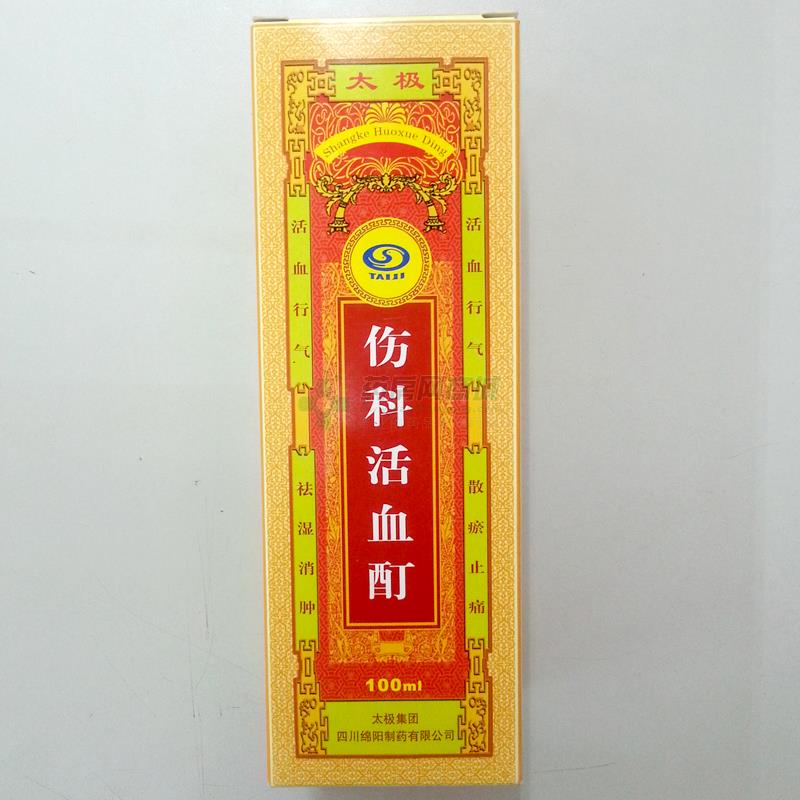 太极
Shangke Huoxue Ding
TAIJI
伤科活血酊
活血行气
活血行气
祛湿消肿
散瘀止痛
100ml
太极集团
四川绵阳制药有限公司